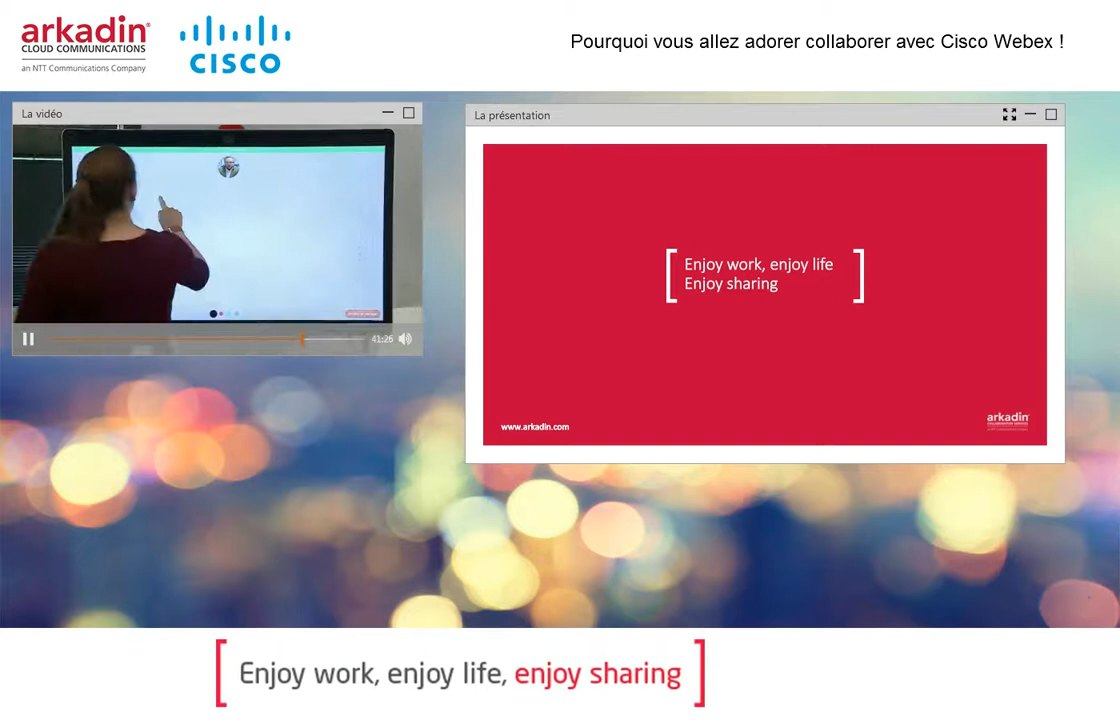 arkadin
CLOUD COMMUNICATIONS
an NTT Communications Company
CISCO
Pourquoi vous allez adorer collaborer avec Cisco Webex !
La vidéo
41:26
La présentation
Enjoy work, enjoy life
Enjoy sharing
www.arkadin.com
arkadin
Enjoy work, enjoy life, enjoy sharing